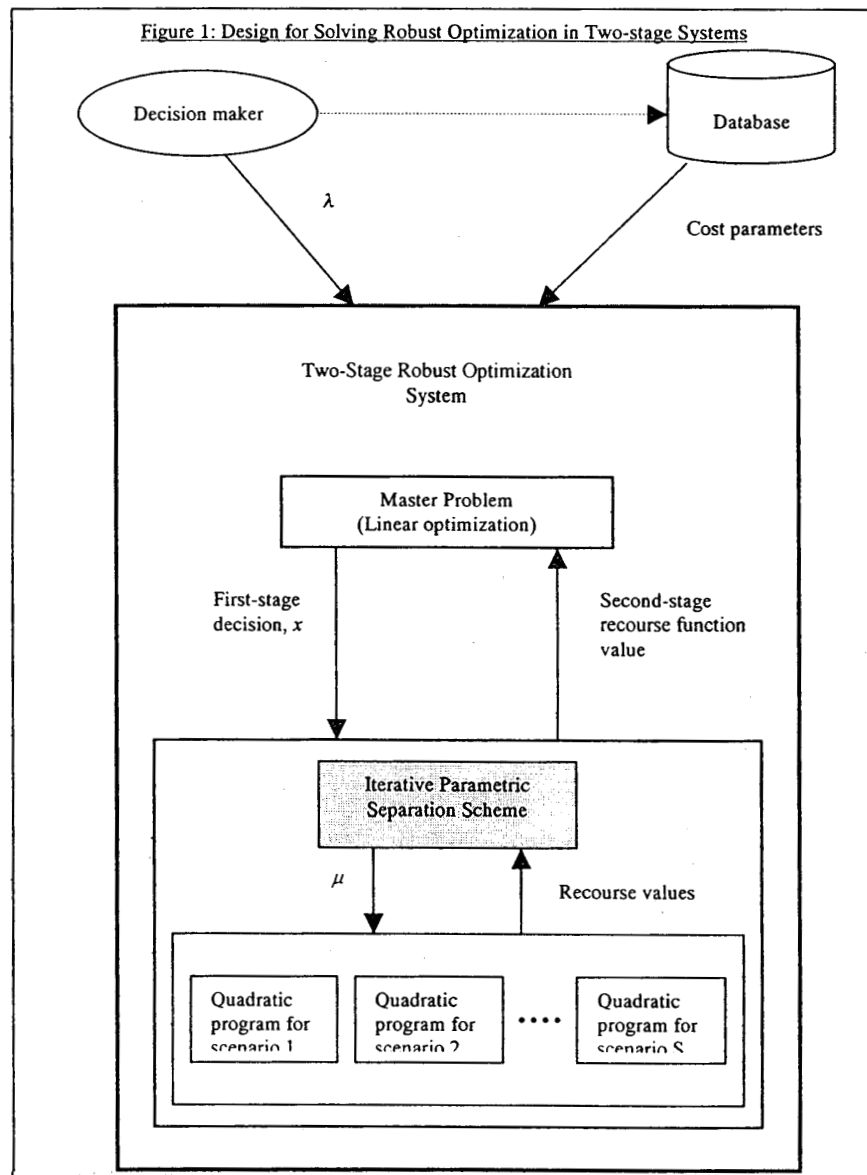 Figure 1: Design for Solving Robust Optimization in Two-stage Systems
Decision maker
Database
λ
Cost parameters
Two-Stage Robust Optimization
System
Master Problem
(Linear optimization)
First-stage
decision, x
Second-stage
recourse function
value
Iterative Parametric
Separation Scheme
μ
Recourse values
Quadratic
program for
scenario 1
Quadratic
program for
scenario 2
....
Quadratic
program for
scenario S